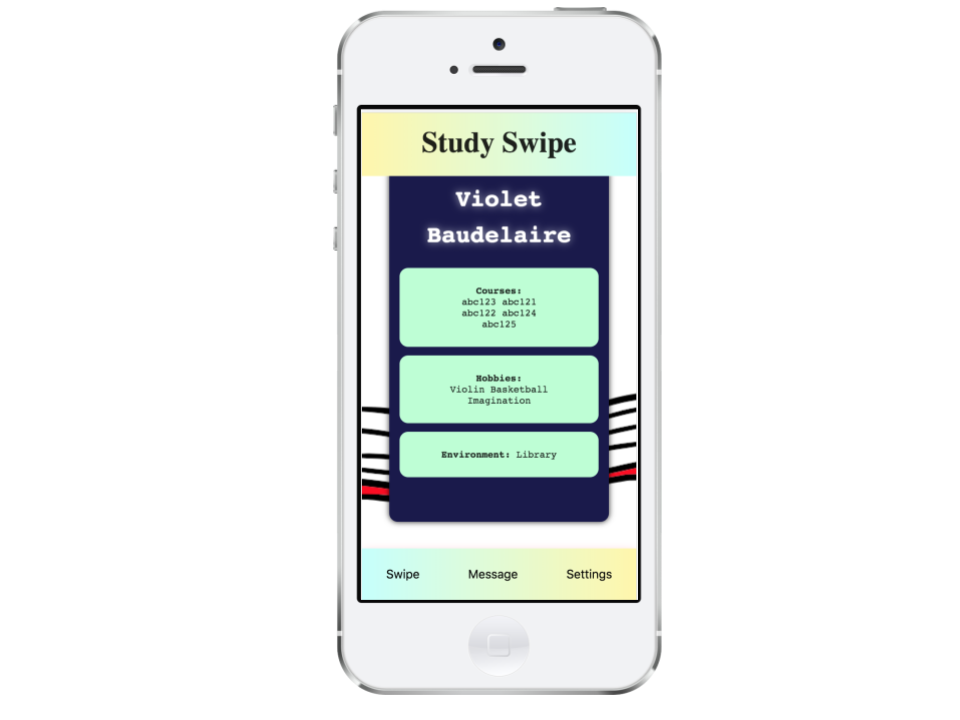 Study Swipe
Violet
Baudelaire
Courses:
abc123 abc121
abc122 abc124
abc125
Hobbies:
Violin Basketball
Imagination
Environment: Library
Swipe Message Settings